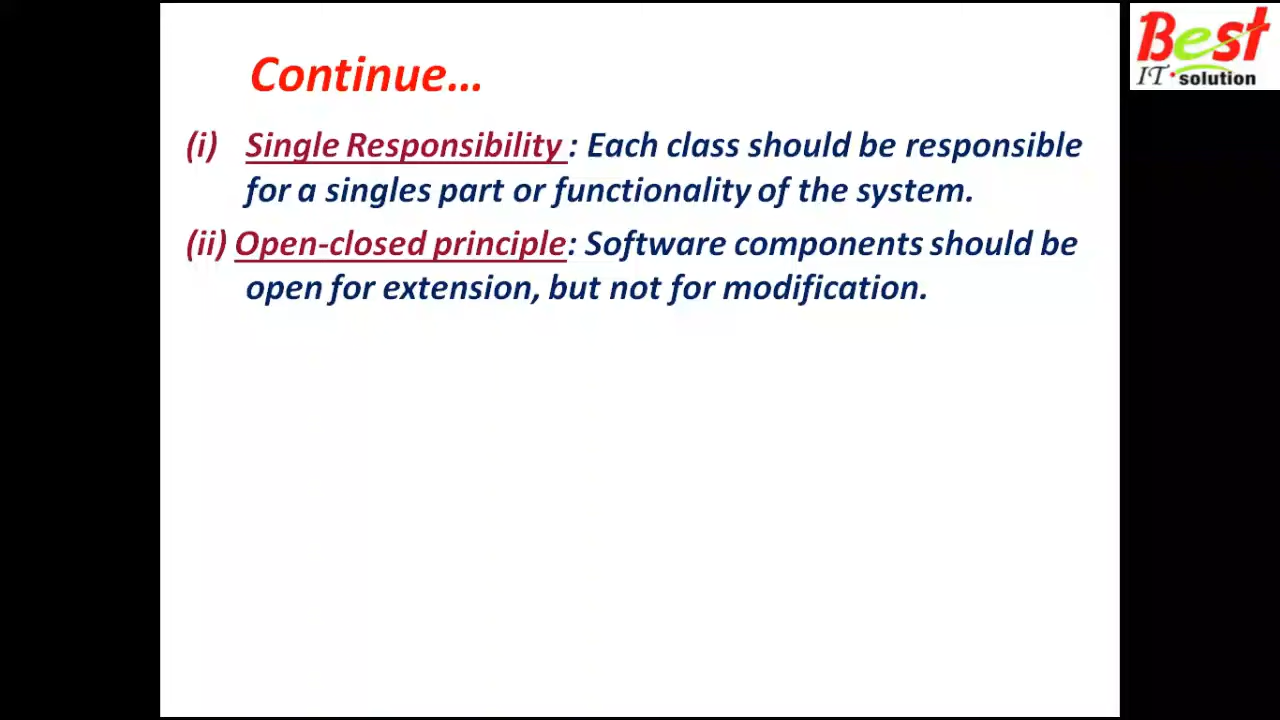 Best
IT solution
Continue...
(i) Single Responsibility : Each class should be responsible
for a singles part or functionality of the system.
(ii) Open-closed principle: Software components should be
open for extension, but not for modification.